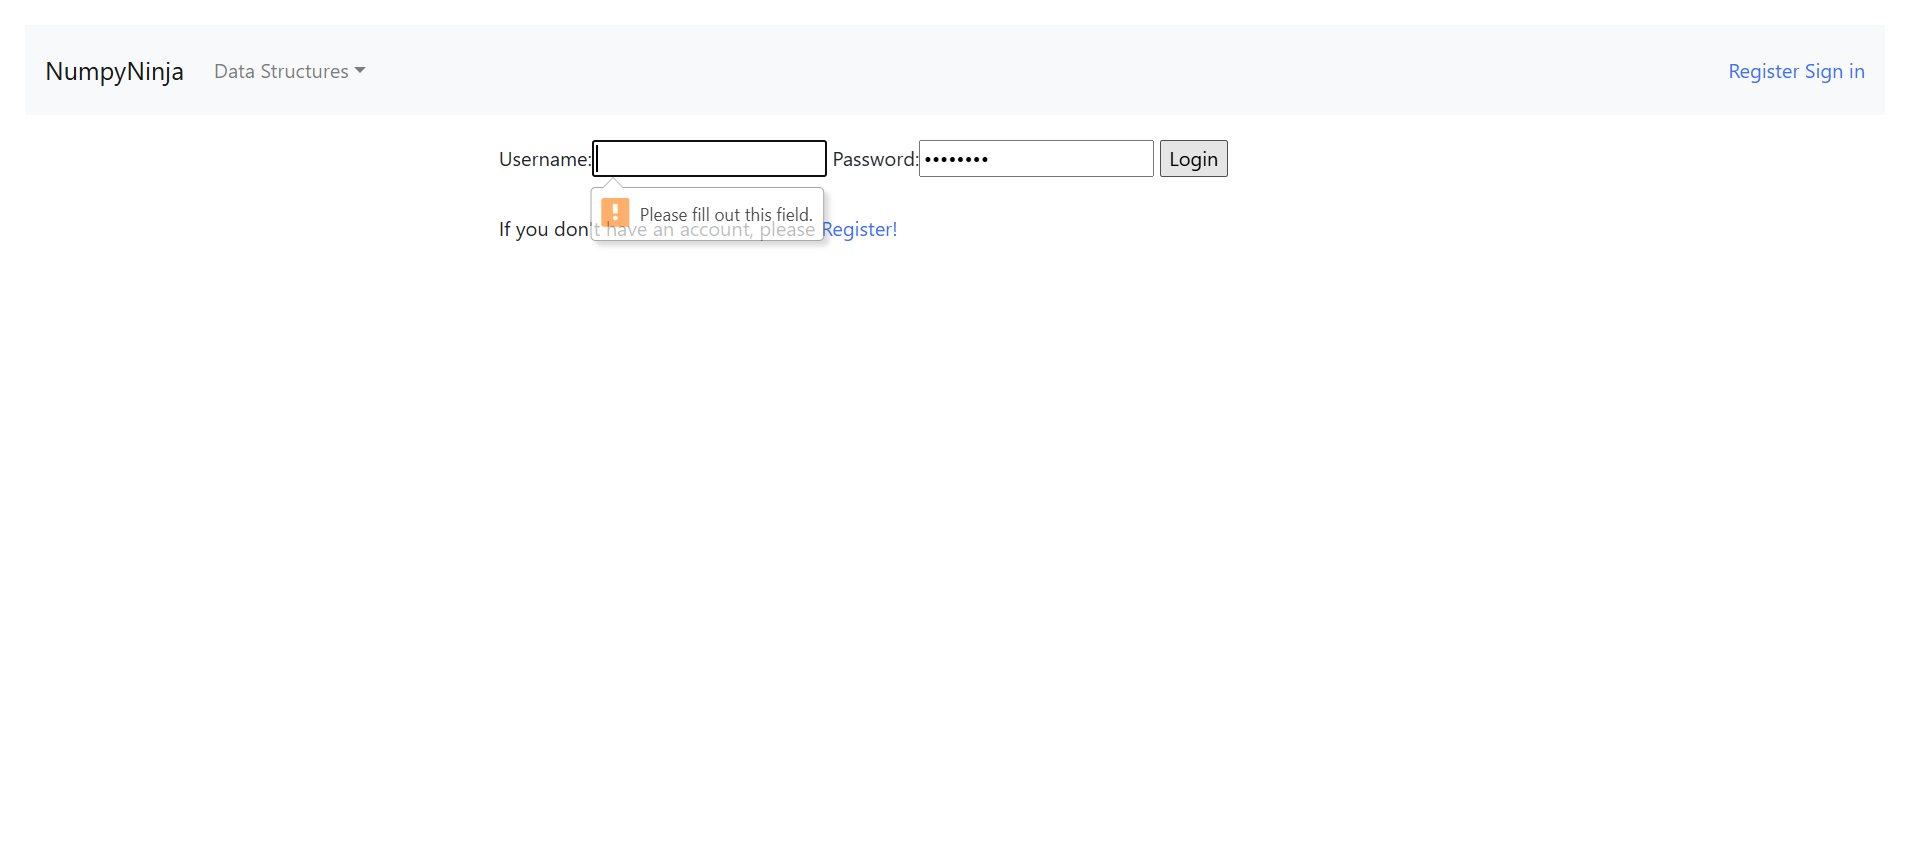 NumpyNinja Data Structures Register Sign in
Username: Password:•••••••• Login
Please fill out this field.
If you don't have an account, please Register!